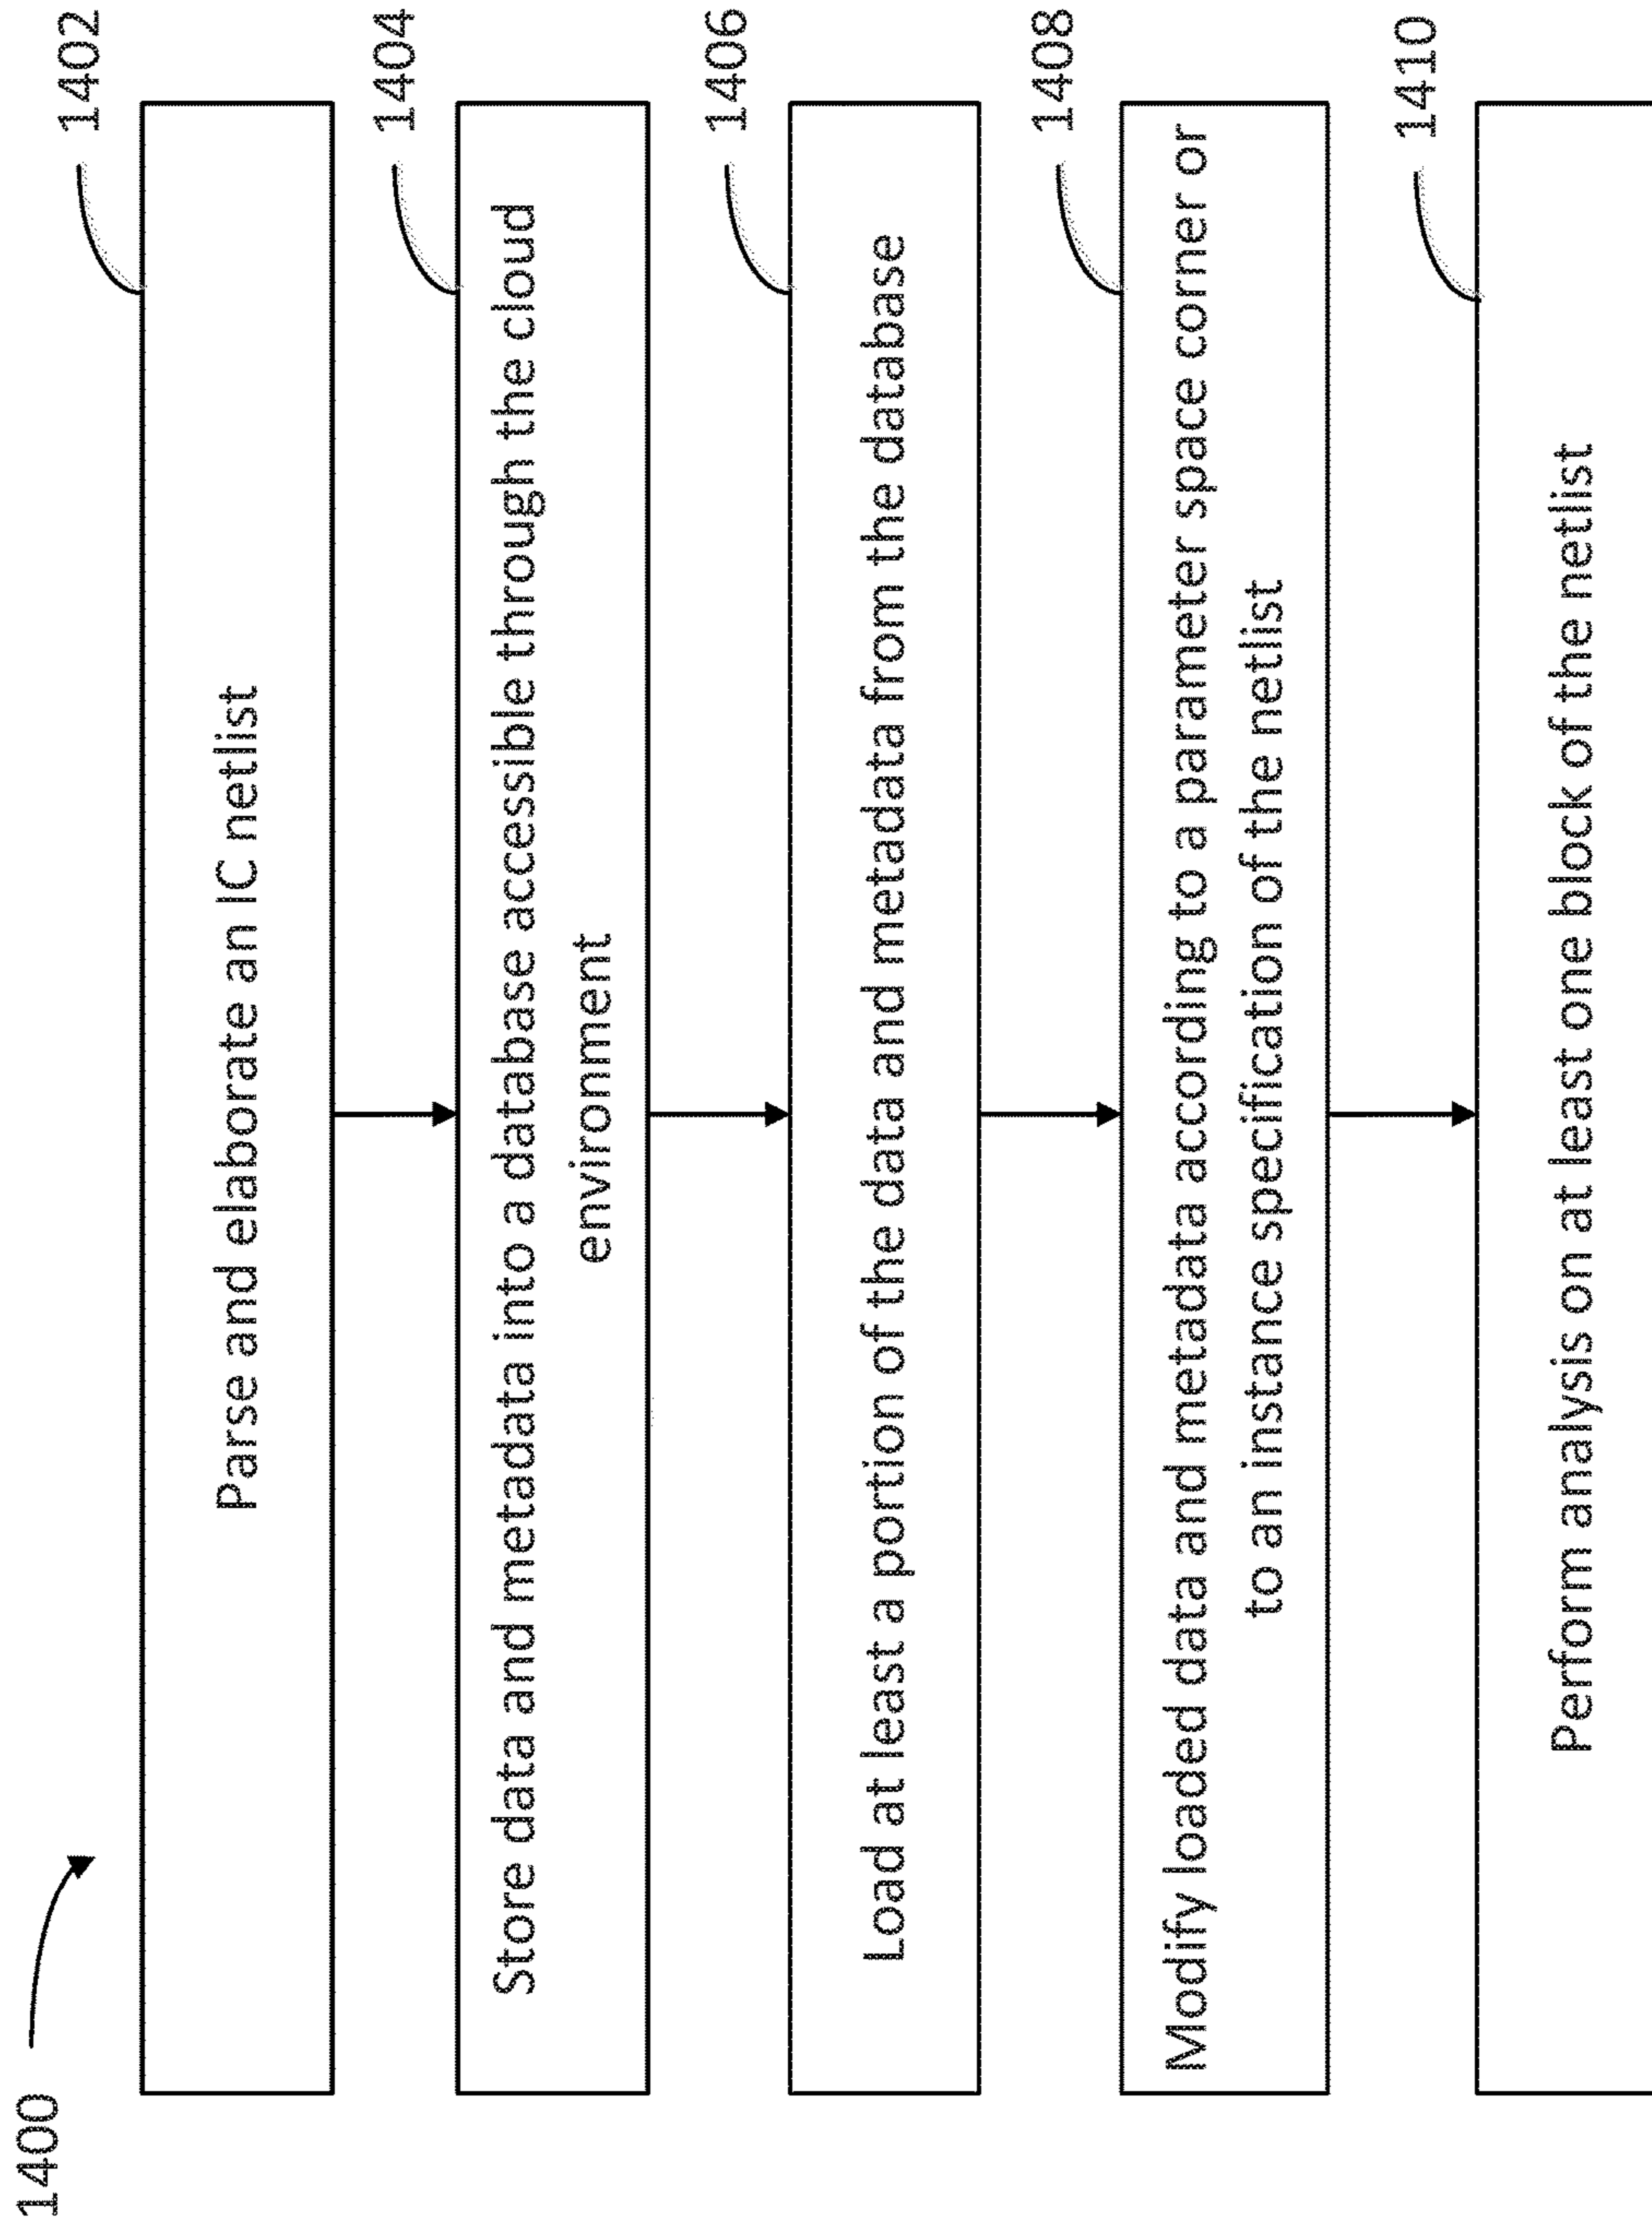 1400
1402
Parse and elaborate an IC netlist
1404
Store data and metadata into a database accessible through the cloud
environment
1406
Load at least a portion of the data and metadata from the database
1408
Modify loaded data and metadata according to a parameter space corner or
to an instance specification of the netlist
1410
Perform analysis on at least one block of the netlist